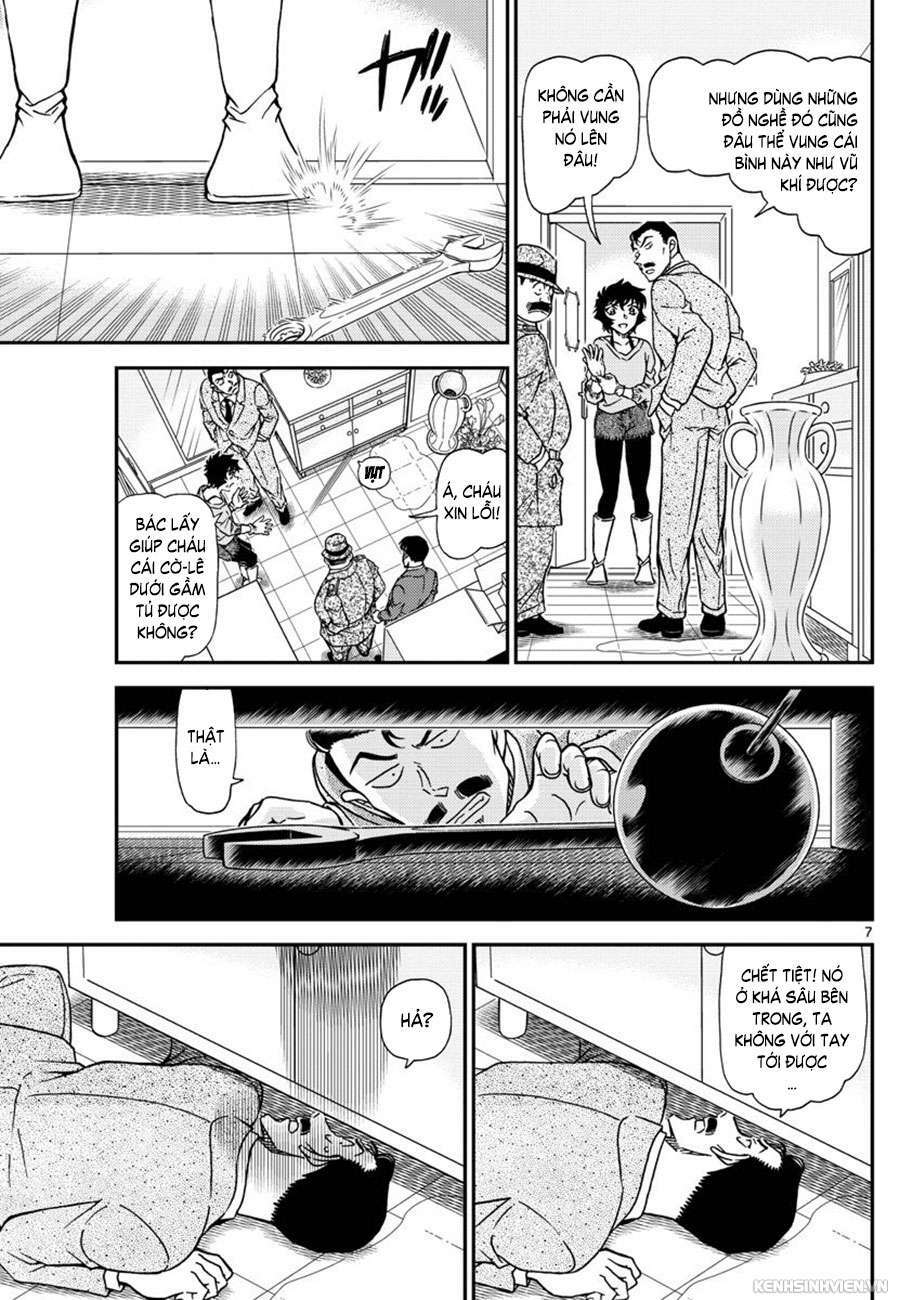 NHƯNG DÙNG NHỮNG
ĐỒ NGHỀ ĐÓ CŨNG
ĐÂU THỂ VUNG CÁI
BÌNH NÀY NHƯ VŨ
KHÍ ĐƯỢC?
KHÔNG CẦN
PHẢI VUNG
NÓ LÊN
ĐÂU!
Á, CHÁU
XIN LỖI!
VỤT
BÁC LẤY
GIÚP CHÁU
CÁI CỜ-LÊ
DƯỚI GẦM
TỦ ĐƯỢC
KHÔNG?
THẬT
LÀ...
7
CHẾT TIỆT! NÓ
Ở KHÁ SÂU BÊN
TRONG, TA
KHÔNG VỚI TAY
TỚI ĐƯỢC
...
HẢ?
KENHSINHVIEN.VN